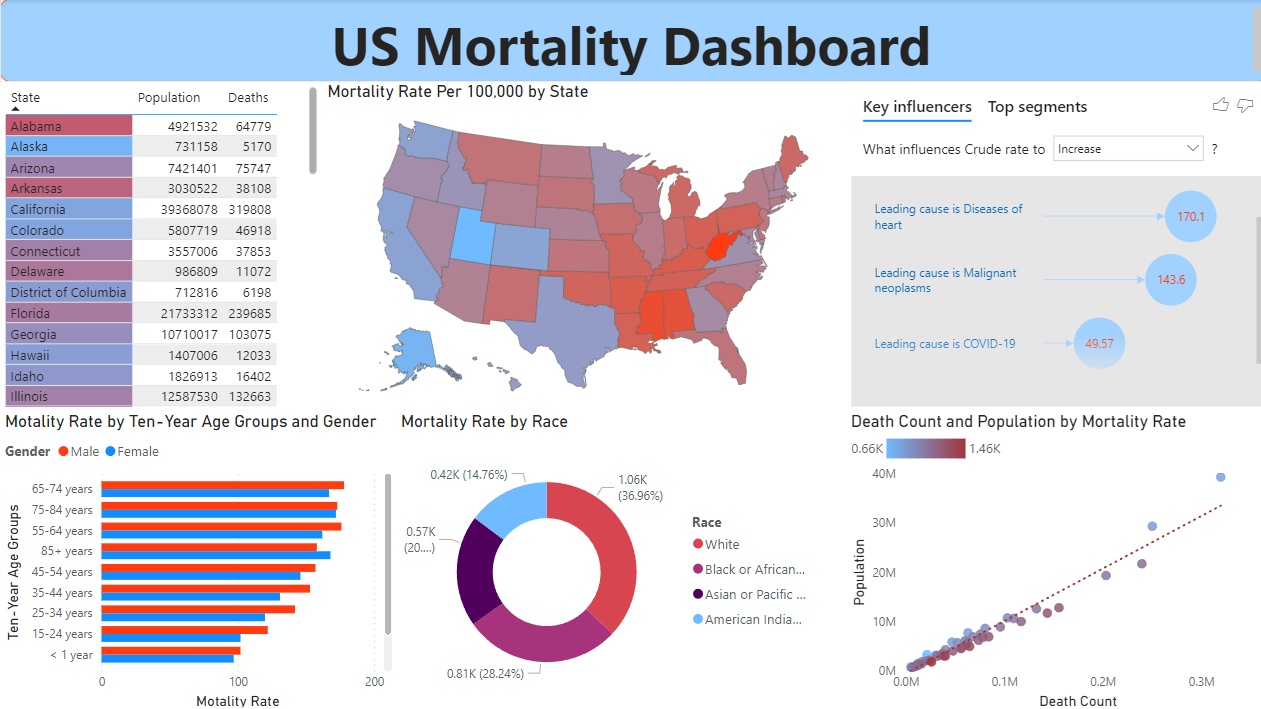 US Mortality Dashboard
State Population Deaths
Alabama 4921532 64779
Alaska 731158 5170
Arizona 7421401 75747
Arkansas 3030522 38108
California 39368078 319808
Colorado 5807719 46918
Connecticut 3557006 37853
Delaware 986809 11072
District of Columbia 712816 6198
Florida 21733312 239685
Georgia 10710017 103075
Hawaii 1407006 12033
Idaho 1826913 16402
Illinois 12587530 132663
Mortality Rate Per 100,000 by State
Key influencers Top segments
What influences Crude rate to Increase ?
Leading cause is Diseases of
heart
170.1
Leading cause is Malignant
neoplasms
143.6
Leading cause is COVID-19
49.57
Motality Rate by Ten-Year Age Groups and Gender
Gender Male Female
Ten-Year Age Groups
65-74 years
75-84 years
55-64 years
85+ years
45-54 years
35-44 years
25-34 years
15-24 years
< 1 year
0 100 200
Motality Rate
Mortality Rate by Race
0.42K (14.76%)
1.06K
(36.96%)
0.57K
(20....)
0.81K (28.24%)
Race
White
Black or African...
Asian or Pacific ...
American India...
Death Count and Population by Mortality Rate
0.66K 1.46K
Population
40M
30M
20M
10M
0M
0.0M 0.1M 0.2M 0.3M
Death Count